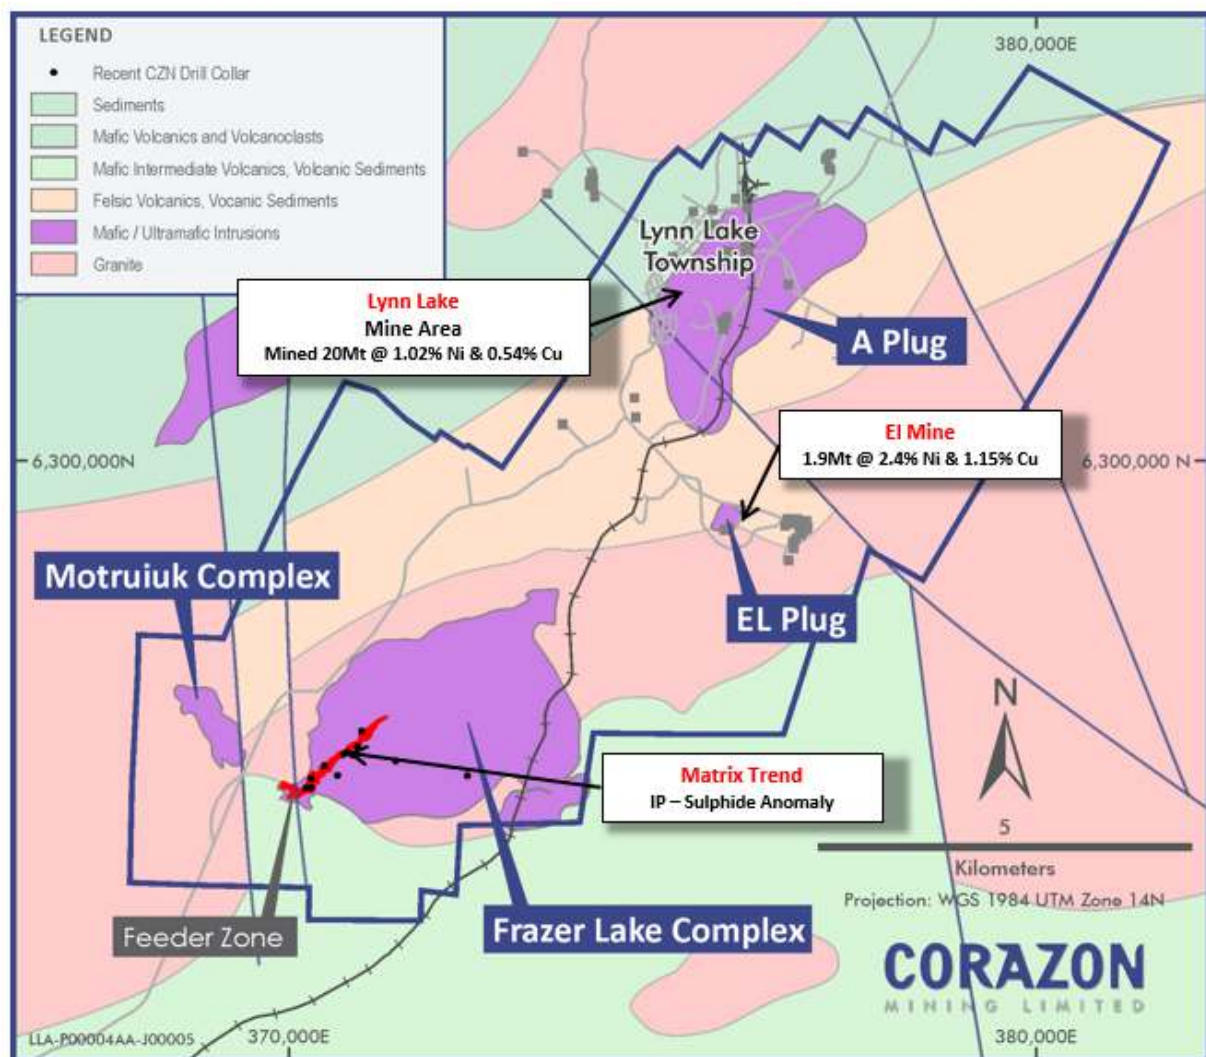 LEGEND
Recent CZN Drill Collar
Sediments
Mafic Volcanics and Volcanoclasts
Mafic Intermediate Volcanics, Volcanic Sediments
Felsic Volcanics, Vocanic Sediments
Mafic / Ultramafic Intrusions
Granite
380,000E
Lynn Lake
Township
Lynn Lake
Mine Area
Mined 20Mt @ 1.02% Ni & 0.54% Cu
A Plug
El Mine
1.9Mt @ 2.4% Ni & 1.15% Cu
6,300,000N
6,300,000 N
Motruiuk Complex
EL Plug
N
Matrix Trend
IP – Sulphide Anomaly
5
Kilometers
Projection: WGS 1984 UTM Zone 14N
Feeder Zone
Frazer Lake Complex
CORAZON
MINING LIMITED
LLA-P00004AA-J00005
370,000E
380,000E